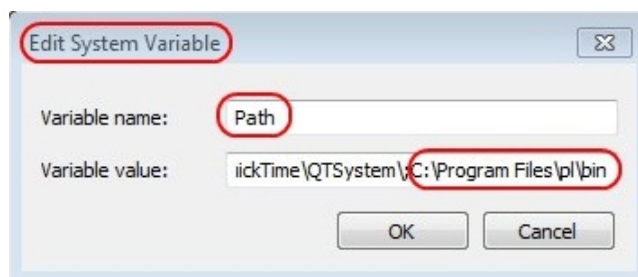 Edit System Variable
Variable name: Path
Variable value: ickTime\QTSystem\;C:\Program Files\pl\bin
OK Cancel